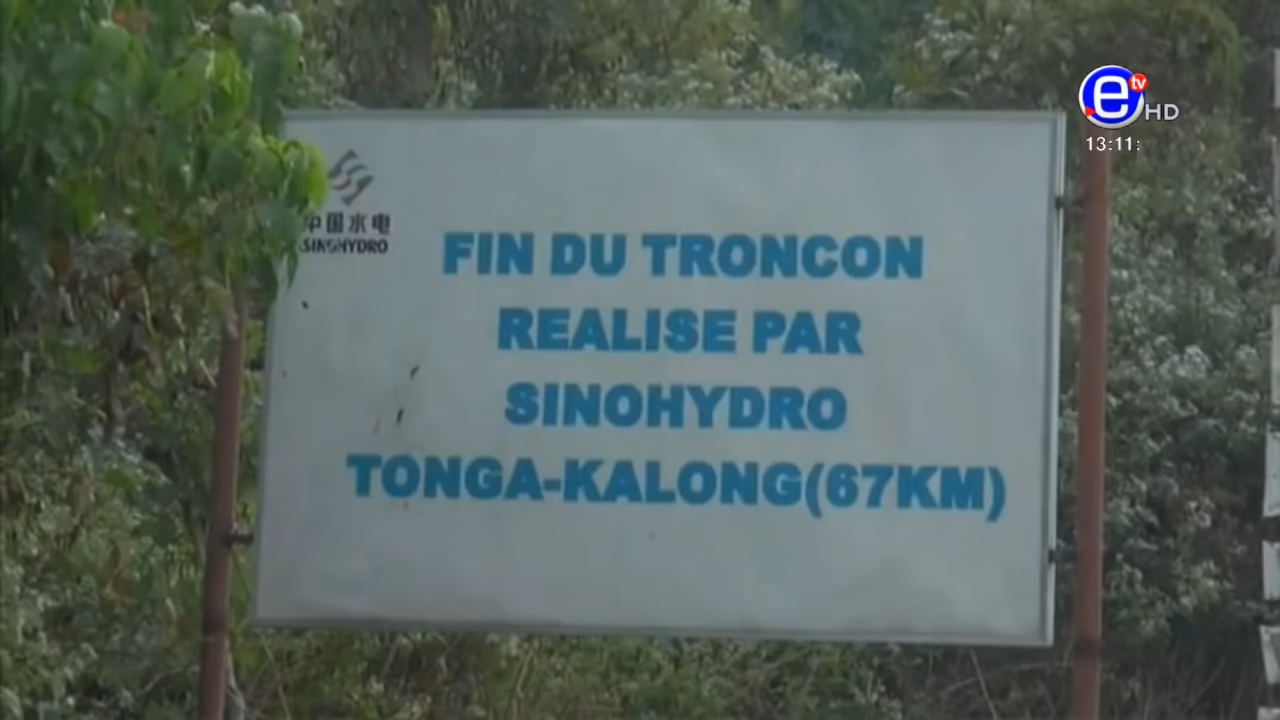 e tv HD
13:11:
中国水电
SINOHYDRO
FIN DU TRONCON
REALISE PAR
SINOHYDRO
TONGA-KALONG(67KM)